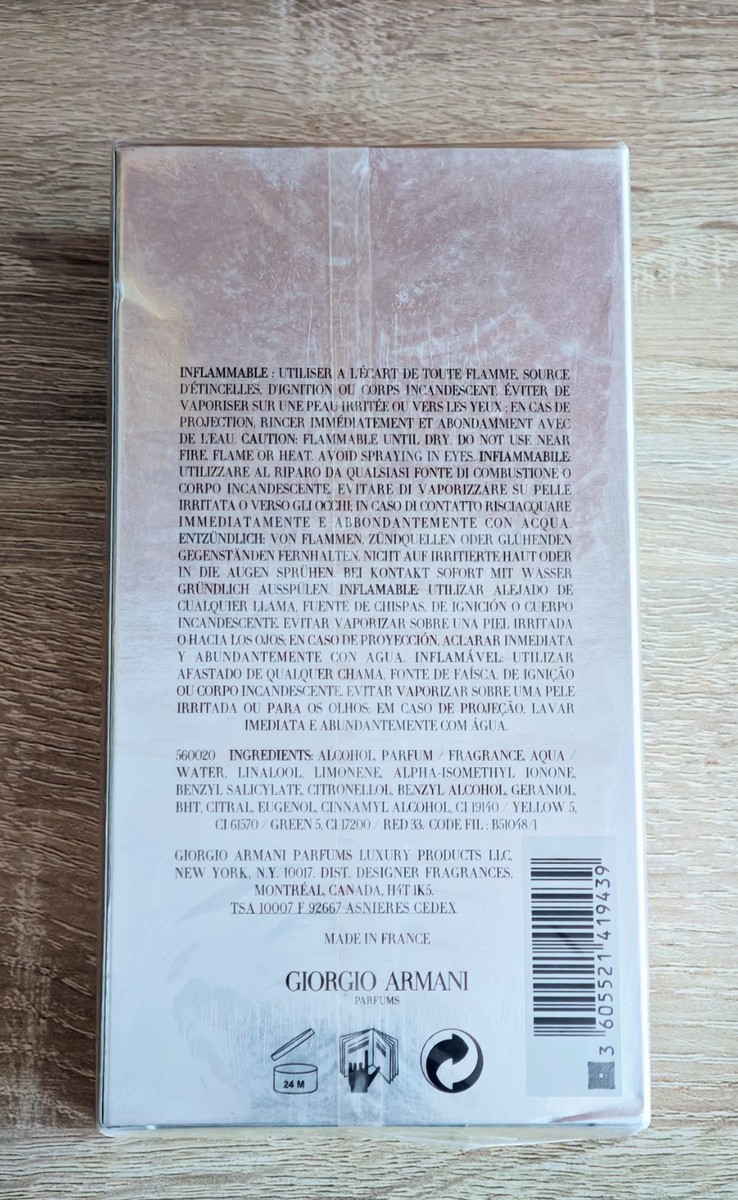 INFLAMMABLE : UTILISER A L'ÉCART DE TOUTE FLAMME, SOURCE
D'ÉTINCELLES, D'IGNITION OU CORPS INCANDESCENT. ÉVITER DE
VAPORISER SUR UNE PEAU IRRITÉE OU VERS LES YEUX ; EN CAS DE
PROJECTION, RINCER IMMÉDIATEMENT ET ABONDAMMENT AVEC
DE L'EAU. CAUTION: FLAMMABLE UNTIL DRY. DO NOT USE NEAR
FIRE, FLAME OR HEAT. AVOID SPRAYING IN EYES. INFIAMMABILE:
UTILIZZARE AL RIPARO DA QUALSIASI FONTE DI COMBUSTIONE O
CORPO INCANDESCENTE. EVITARE DI VAPORIZZARE SU PELLE
IRRITATA O VERSO GLI OCCHI; IN CASO DI CONTATTO RISCIACQUARE
IMMEDIATAMENTE E ABBONDANTEMENTE CON ACQUA.
ENTZÜNDLICH: VON FLAMMEN, ZÜNDQUELLEN ODER GLÜHENDEN
GEGENSTÄNDEN FERNHALTEN. NICHT AUF IRRITIERTE HAUT ODER
IN DIE AUGEN SPRÜHEN. BEI KONTAKT SOFORT MIT WASSER
GRÜNDLICH AUSSPÜLEN. INFLAMABLE: UTILIZAR ALEJADO DE
CUALQUIER LLAMA, FUENTE DE CHISPAS, DE IGNICIÓN O CUERPO
INCANDESCENTE. EVITAR VAPORIZAR SOBRE UNA PIEL IRRITADA
O HACIA LOS OJOS; EN CASO DE PROYECCIÓN, ACLARAR INMEDIATA
Y ABUNDANTEMENTE CON AGUA. INFLAMÁVEL: UTILIZAR
AFASTADO DE QUALQUER CHAMA, FONTE DE FAÍSCA, DE IGNIÇÃO
OU CORPO INCANDESCENTE. EVITAR VAPORIZAR SOBRE UMA PELE
IRRITADA OU PARA OS OLHOS; EM CASO DE PROJEÇÃO, LAVAR
IMEDIATA E ABUNDANTEMENTE COM ÁGUA.
560020 INGREDIENTS: ALCOHOL, PARFUM / FRAGRANCE, AQUA /
WATER, LINALOOL, LIMONENE, ALPHA-ISOMETHYL IONONE,
BENZYL SALICYLATE, CITRONELLOL, BENZYL ALCOHOL, GERANIOL,
BHT, CITRAL, EUGENOL, CINNAMYL ALCOHOL, CI 19140 / YELLOW 5,
CI 61570 / GREEN 5, CI 17200 / RED 33. CODE FIL : B51048/1
GIORGIO ARMANI PARFUMS LUXURY PRODUCTS LLC,
NEW YORK, N.Y. 10017. DIST. DESIGNER FRAGRANCES,
MONTRÉAL, CANADA, H4T 1K5.
TSA 10007 F 92667 ASNIERES CEDEX
MADE IN FRANCE
GIORGIO ARMANI
PARFUMS
24 M
3 605521 419439